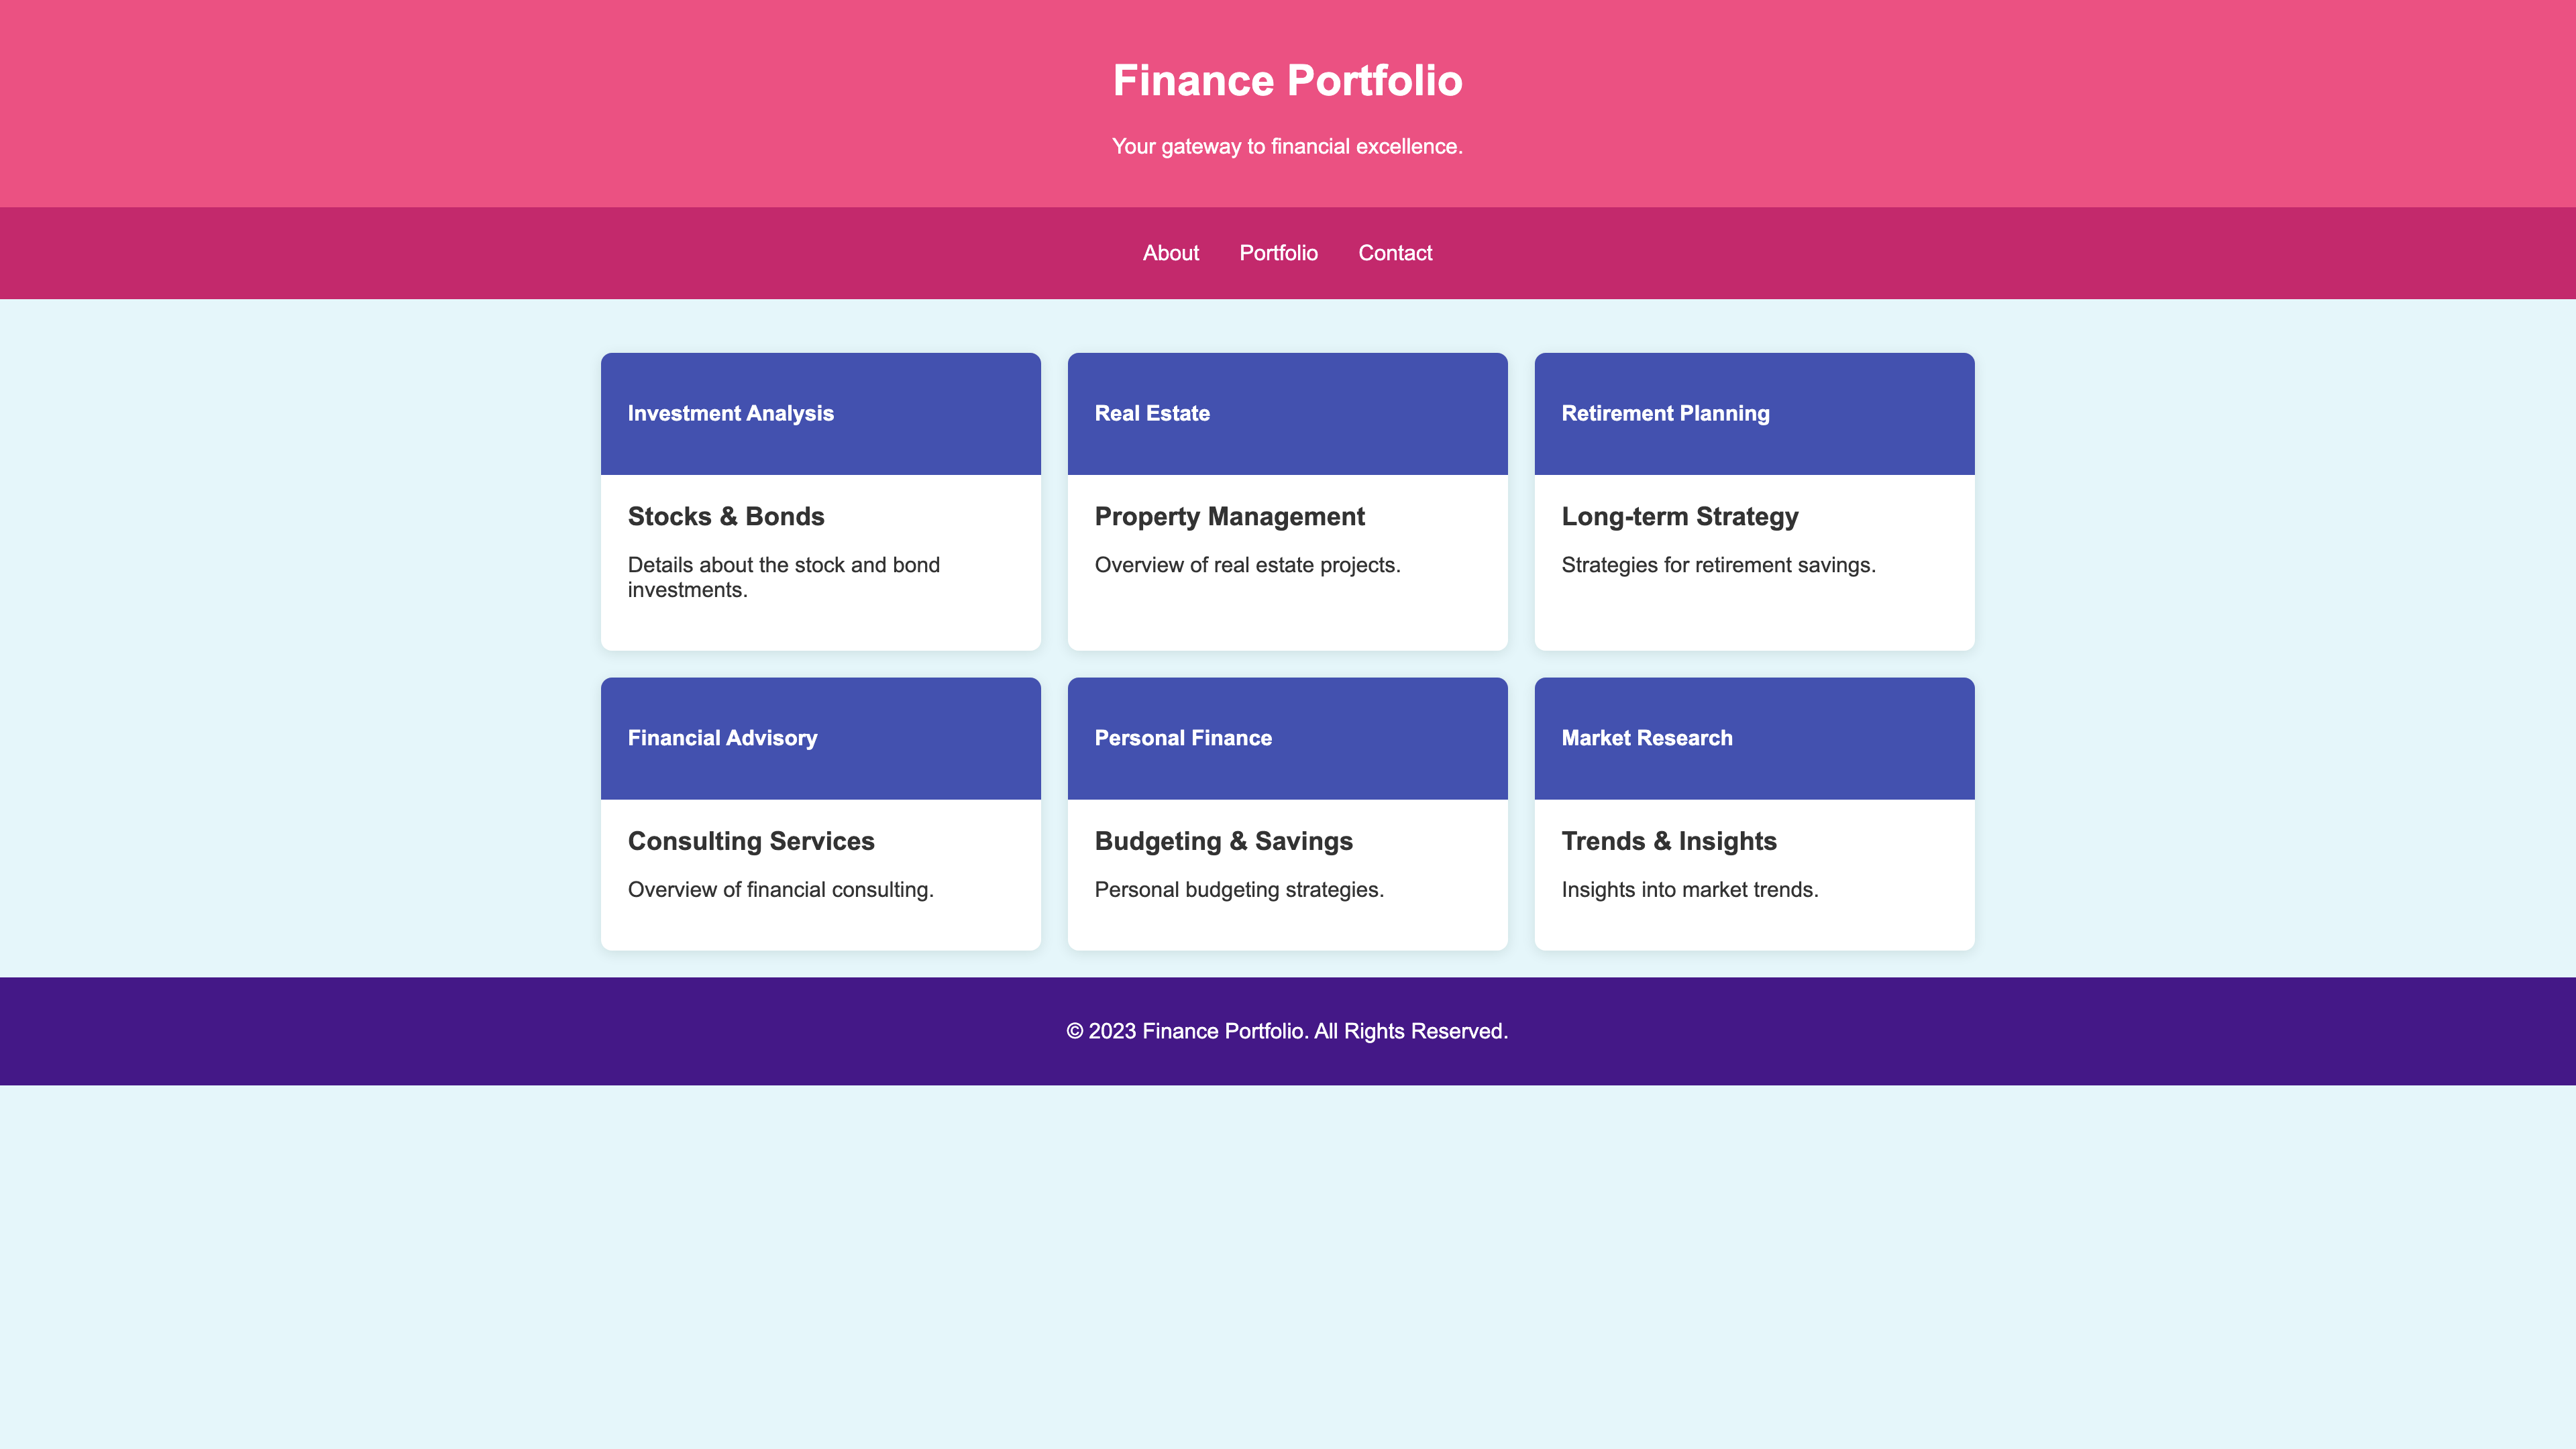 Finance Portfolio
Your gateway to financial excellence.
About Portfolio Contact
Investment Analysis
Stocks & Bonds
Details about the stock and bond
investments.
Real Estate
Property Management
Overview of real estate projects.
Retirement Planning
Long-term Strategy
Strategies for retirement savings.
Financial Advisory
Consulting Services
Overview of financial consulting.
Personal Finance
Budgeting & Savings
Personal budgeting strategies.
Market Research
Trends & Insights
Insights into market trends.
© 2023 Finance Portfolio. All Rights Reserved.